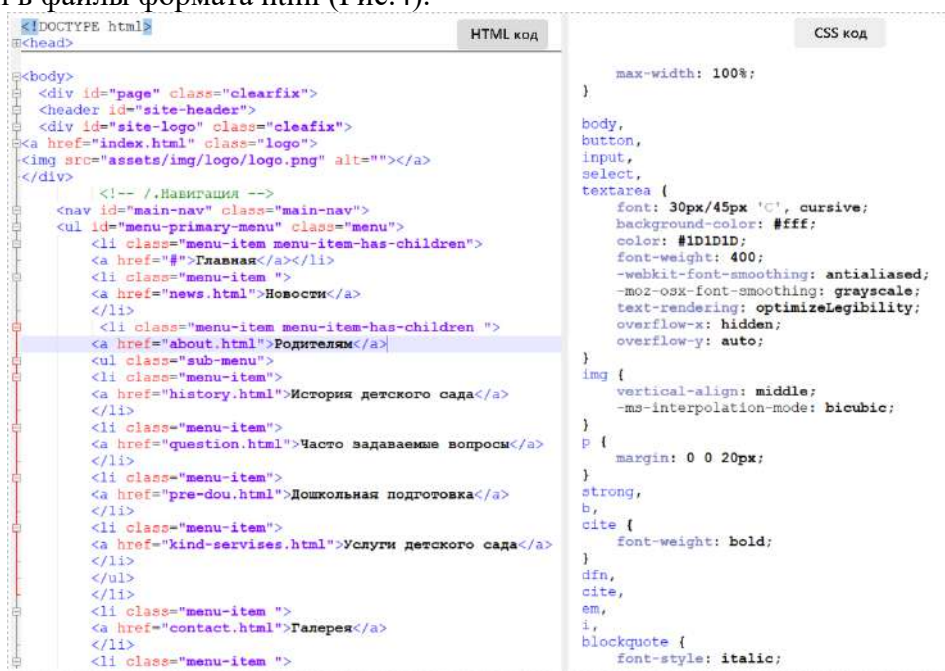 в файлы формата html (Рис.4).
HTML код
<!DOCTYPE html>
<head>
<body>
<div id="page" class="clearfix">
<header id="site-header">
<div id="site-logo" class="cleafix">
<a href="index.html" class="logo">
<img src="assets/img/logo/logo.png" alt=""></a>
</div>
<!-- /.Навигация -->
<nav id="main-nav" class="main-nav">
<ul id="menu-primary-menu" class="menu">
<li class="menu-item menu-item-has-children">
<a href="#">Главная</a></li>
<li class="menu-item ">
<a href="news.html">Новости</a>
</li>
<li class="menu-item menu-item-has-children ">
<a href="about.html">Родителям</a>
<ul class="sub-menu">
<li class="menu-item">
<a href="history.html">История детского сада</a>
</li>
<li class="menu-item">
<a href="question.html">Часто задаваемые вопросы</a>
</li>
<li class="menu-item">
<a href="pre-dou.html">Дошкольная подготовка</a>
</li>
<li class="menu-item">
<a href="kind-servises.html">Услуги детского сада</a>
</li>
</ul>
</li>
<li class="menu-item ">
<a href="contact.html">Галерея</a>
</li>
<li class="menu-item ">
CSS код
max-width: 100%;
}
body,
button,
input,
select,
textarea {
font: 30px/45px 'C', cursive;
background-color: #fff;
color: #1D1D1D;
font-weight: 400;
-webkit-font-smoothing: antialiased;
-moz-osx-font-smoothing: grayscale;
text-rendering: optimizeLegibility;
overflow-x: hidden;
overflow-y: auto;
}
img {
vertical-align: middle;
-ms-interpolation-mode: bicubic;
}
p {
margin: 0 0 20px;
}
strong,
b,
cite {
font-weight: bold;
}
dfn,
cite,
em,
i,
blockquote {
font-style: italic;